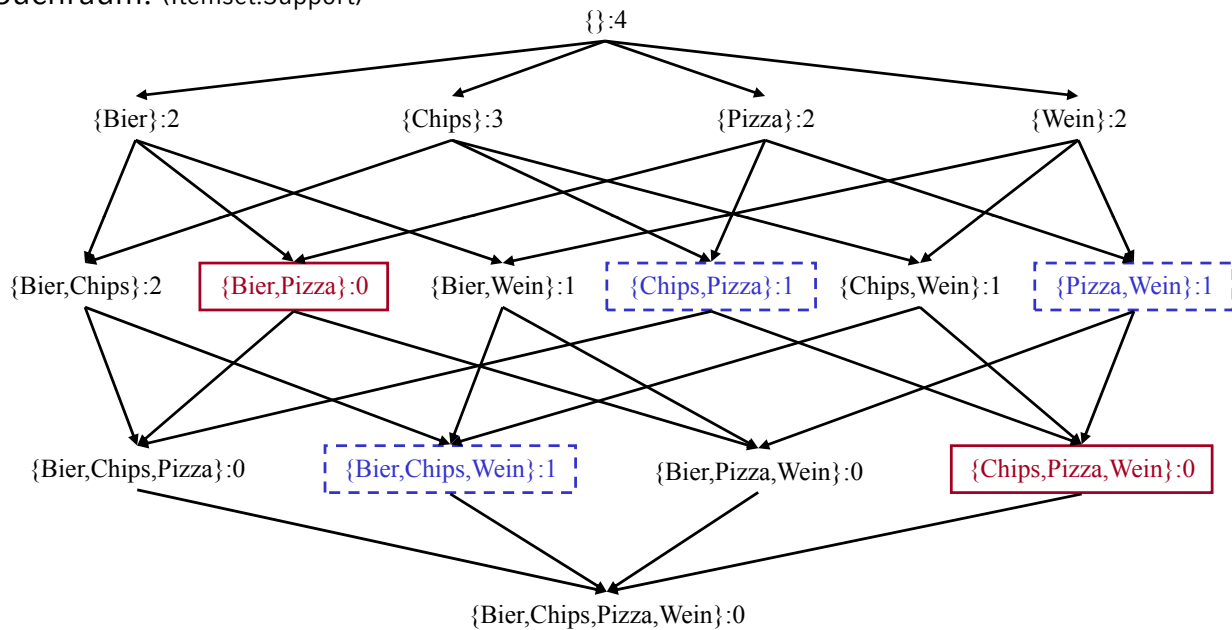 (Itemset:Support)
{}:4
{Bier}:2 {Chips}:3 {Pizza}:2 {Wein}:2
{Bier,Chips}:2 {Bier,Pizza}:0 {Bier,Wein}:1 {Chips,Pizza}:1 {Chips,Wein}:1 {Pizza,Wein}:1
{Bier,Chips,Pizza}:0 {Bier,Chips,Wein}:1 {Bier,Pizza,Wein}:0 {Chips,Pizza,Wein}:0
{Bier,Chips,Pizza,Wein}:0